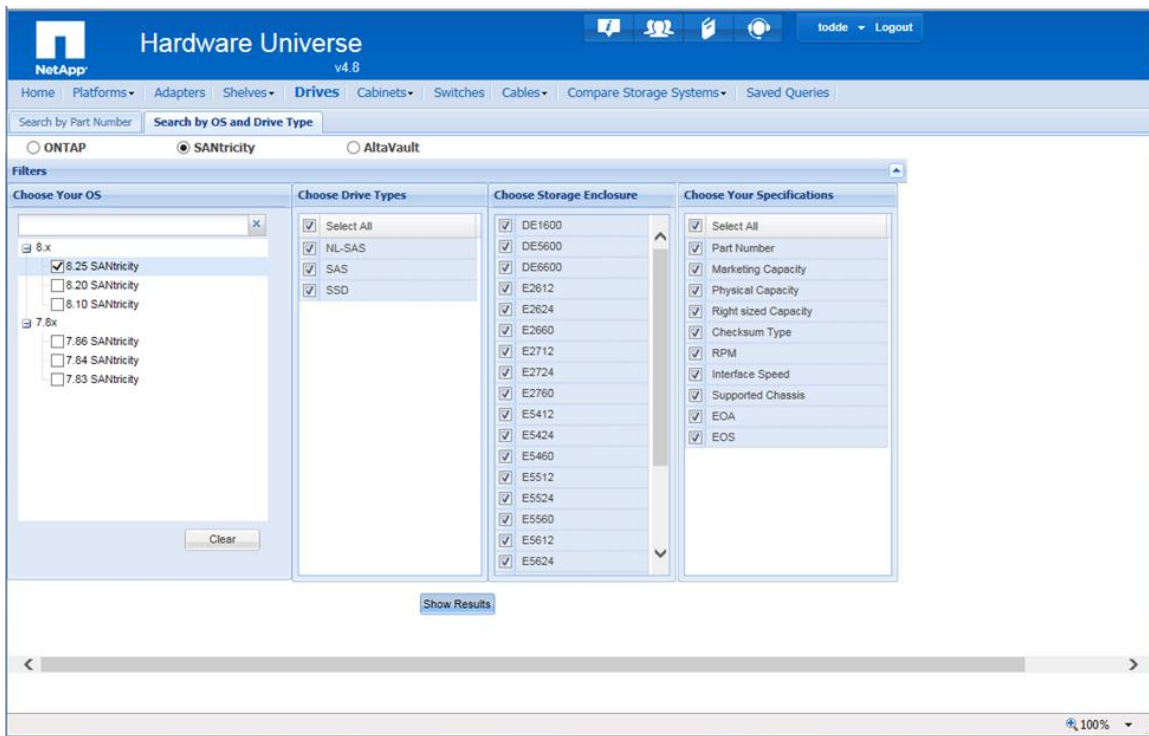 NetApp
Hardware Universe
v4.8
todde Logout
Home Platforms Adapters Shelves Drives Cabinets Switches Cables Compare Storage Systems Saved Queries
Search by Part Number Search by OS and Drive Type
ONTAP SANtricity AltaVault
Filters
Choose Your OS
8.x
8.25 SANtricity
8.20 SANtricity
8.10 SANtricity
7.8x
7.86 SANtricity
7.84 SANtricity
7.83 SANtricity
Clear
Choose Drive Types
Select All
NL-SAS
SAS
SSD
Choose Storage Enclosure
DE1600
DE5600
DE6600
E2612
E2624
E2660
E2712
E2724
E2760
E5412
E5424
E5460
E5512
E5524
E5560
E5612
E5624
Choose Your Specifications
Select All
Part Number
Marketing Capacity
Physical Capacity
Right sized Capacity
Checksum Type
RPM
Interface Speed
Supported Chassis
EOA
EOS
Show Results
100%